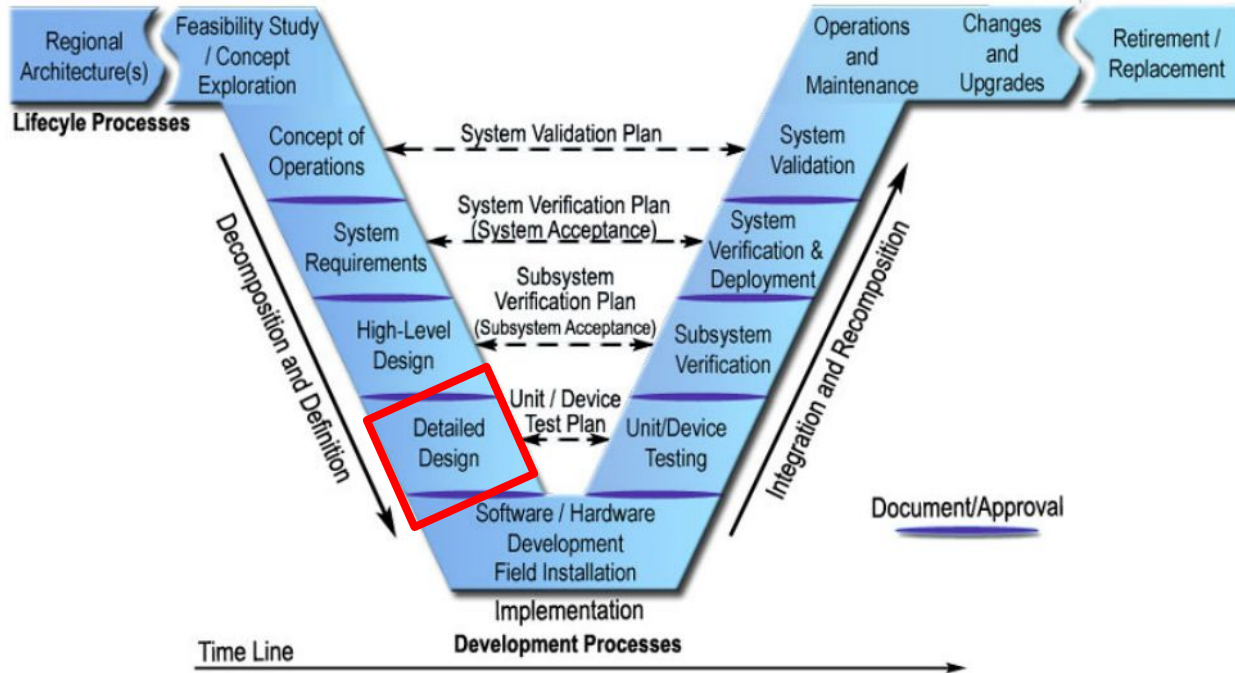 Regional
Architecture(s)
Feasibility Study
/ Concept
Exploration
Operations
and
Maintenance
Changes
and
Upgrades
Retirement /
Replacement
Lifecyle Processes
Concept of
Operations
System Validation Plan
System
Validation
System
Requirements
System Verification Plan
(System Acceptance)
System
Verification &
Deployment
High-Level
Design
Subsystem
Verification Plan
(Subsystem Acceptance)
Subsystem
Verification
Detailed
Design
Unit / Device
Test Plan
Unit/Device
Testing
Decomposition and Definition
Integration and Recomposition
Document/Approval
Software / Hardware
Development
Field Installation
Implementation
Development Processes
Time Line